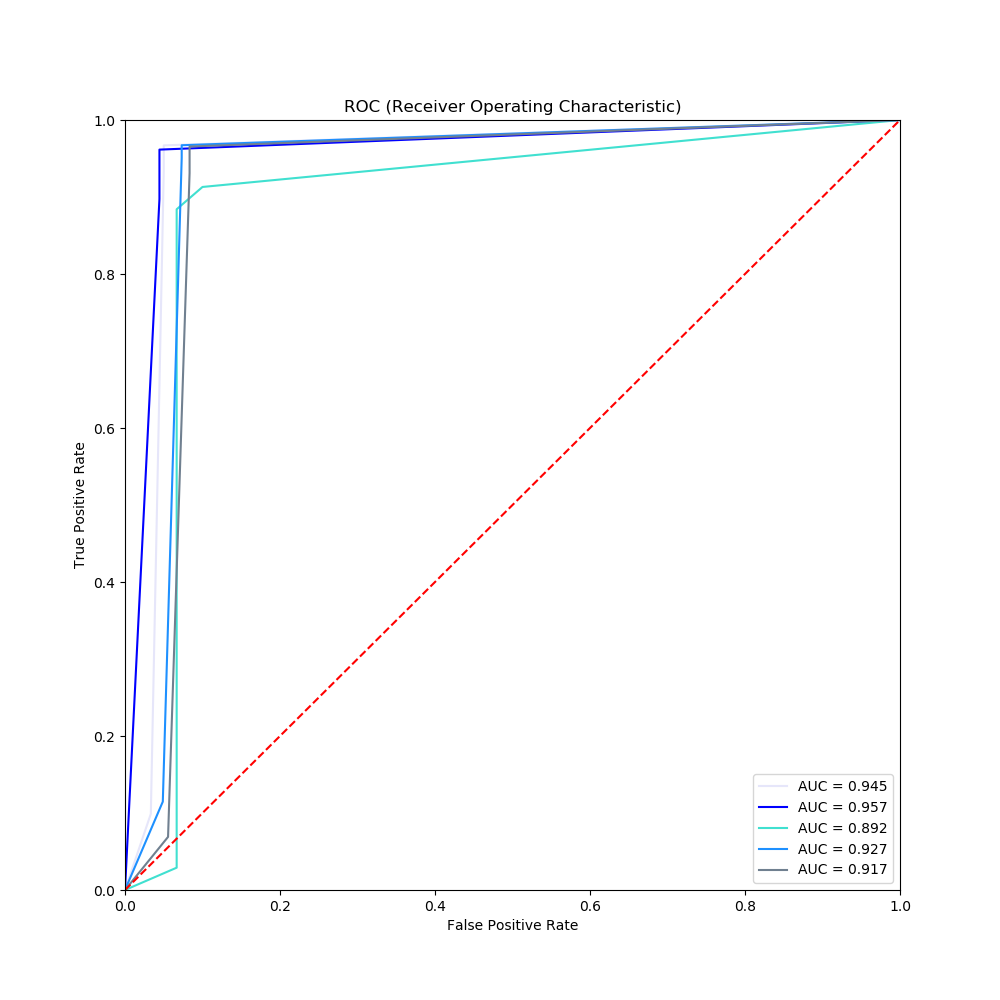 ROC (Receiver Operating Characteristic)
1.0
0.8
0.6
0.4
0.2
0.0
True Positive Rate
0.0 0.2 0.4 0.6 0.8 1.0
False Positive Rate
AUC = 0.945
AUC = 0.957
AUC = 0.892
AUC = 0.927
AUC = 0.917